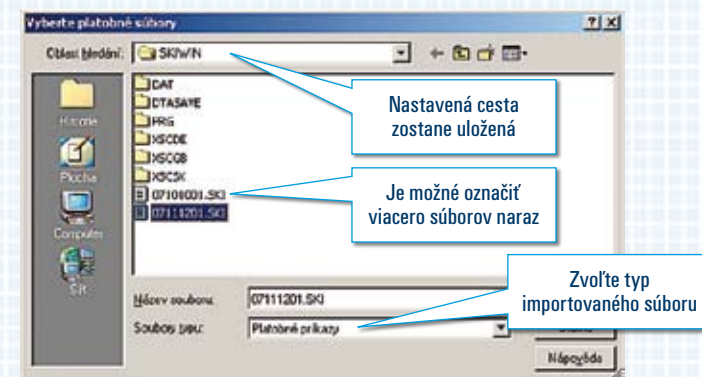 Vyberte platobné súbory
Oblast hledání: SKIWIN
Nastavená cesta
zostane uložená
DAT
DTASAVE
PRG
XSCDE
XSCGB
XSCSK
07101001.SKI
07111201.SKI
Je možné označiť
viacero súborov naraz
Historie
Plocha
Computer
Síť
Zvoľte typ
importovaného súboru
Název souboru: 07111201.SKI
Soubory typu: Platobné príkazy
Nápověda